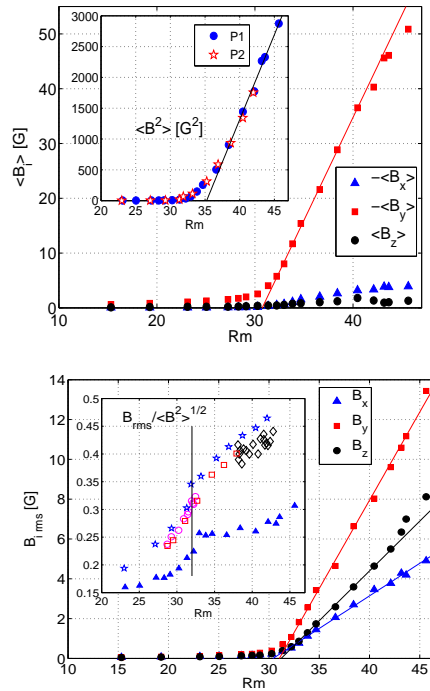 3000
2500
2000
1500
1000
500
0
20 25 30 35 40 45
Rm
<B²> [G²]
P1
P2
50
40
30
20
10
0
<B_i> [G]
−<B_x>
−<B_y>
<B_z>
10 20 30 40
Rm
14
12
10
8
6
4
2
0
B_i rms [G]
B_rms/<B²>^1/2
0.5
0.45
0.4
0.35
0.3
0.25
0.2
0.15
20 25 30 35 40 45
Rm
B_x
B_y
B_z
10 15 20 25 30 35 40 45
Rm